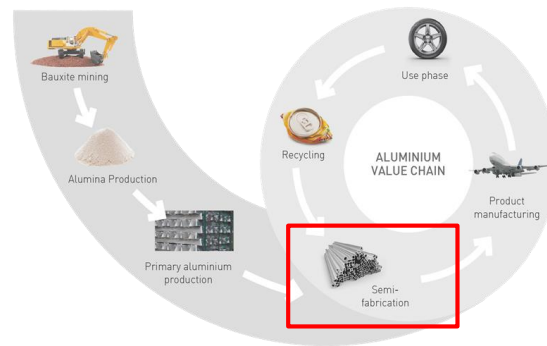 Bauxite mining
Alumina Production
Primary aluminium
production
Semi-
fabrication
Product
manufacturing
Use phase
Recycling
ALUMINIUM
VALUE CHAIN